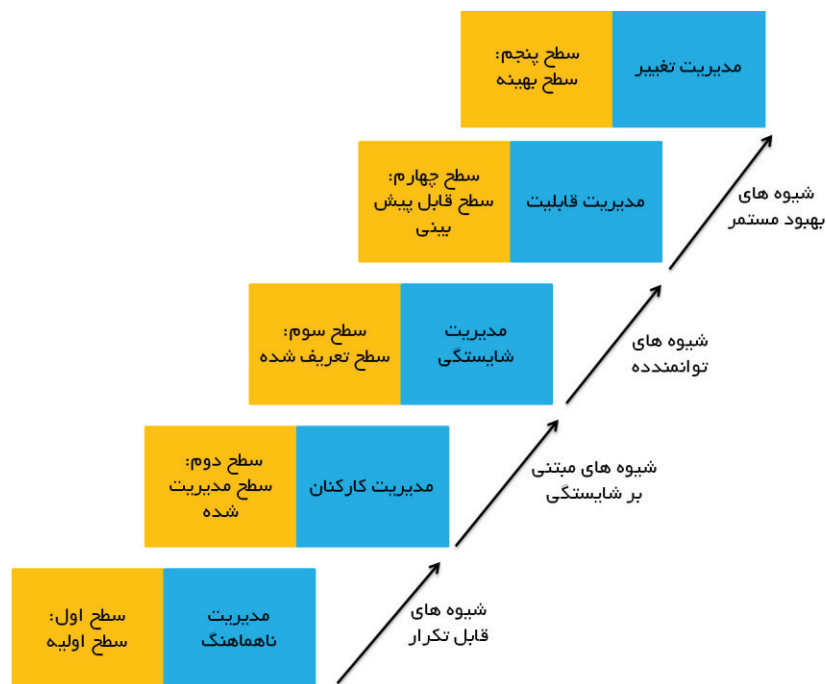 سطح پنجم:
سطح بهینه
مدیریت تغییر
سطح چهارم:
سطح قابل پیش
بینی
مدیریت قابلیت
شیوه های
بهبود مستمر
سطح سوم:
سطح تعریف شده
مدیریت
شایستگی
شیوه های
توانمندده
سطح دوم:
سطح مدیریت
شده
مدیریت کارکنان
شیوه های مبتنی
بر شایستگی
سطح اول:
سطح اولیه
مدیریت
ناهماهنگ
شیوه های
قابل تکرار